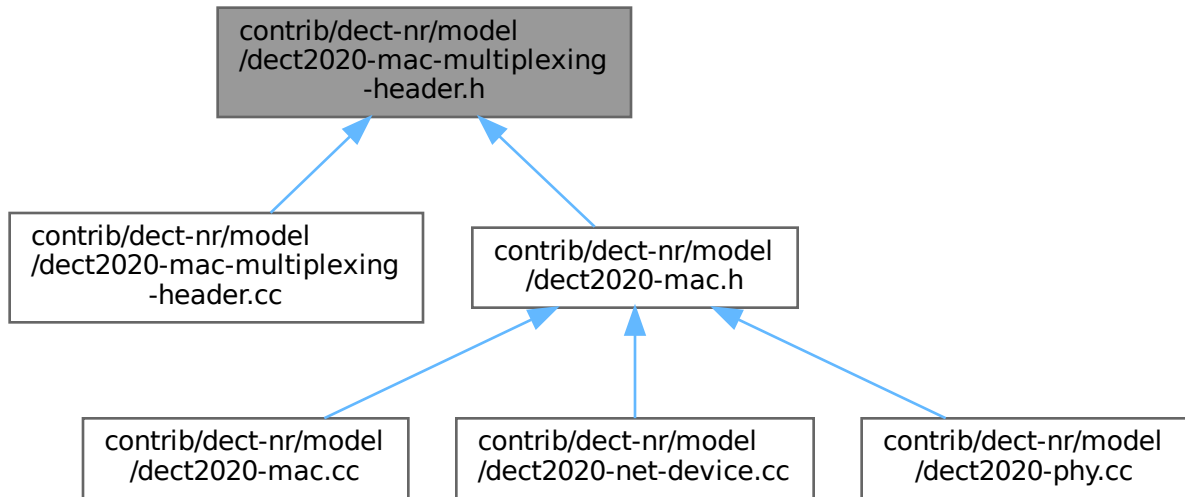 contrib/dect-nr/model
/dect2020-mac-multiplexing
-header.h
contrib/dect-nr/model
/dect2020-mac-multiplexing
-header.cc
contrib/dect-nr/model
/dect2020-mac.h
contrib/dect-nr/model
/dect2020-mac.cc
contrib/dect-nr/model
/dect2020-net-device.cc
contrib/dect-nr/model
/dect2020-phy.cc